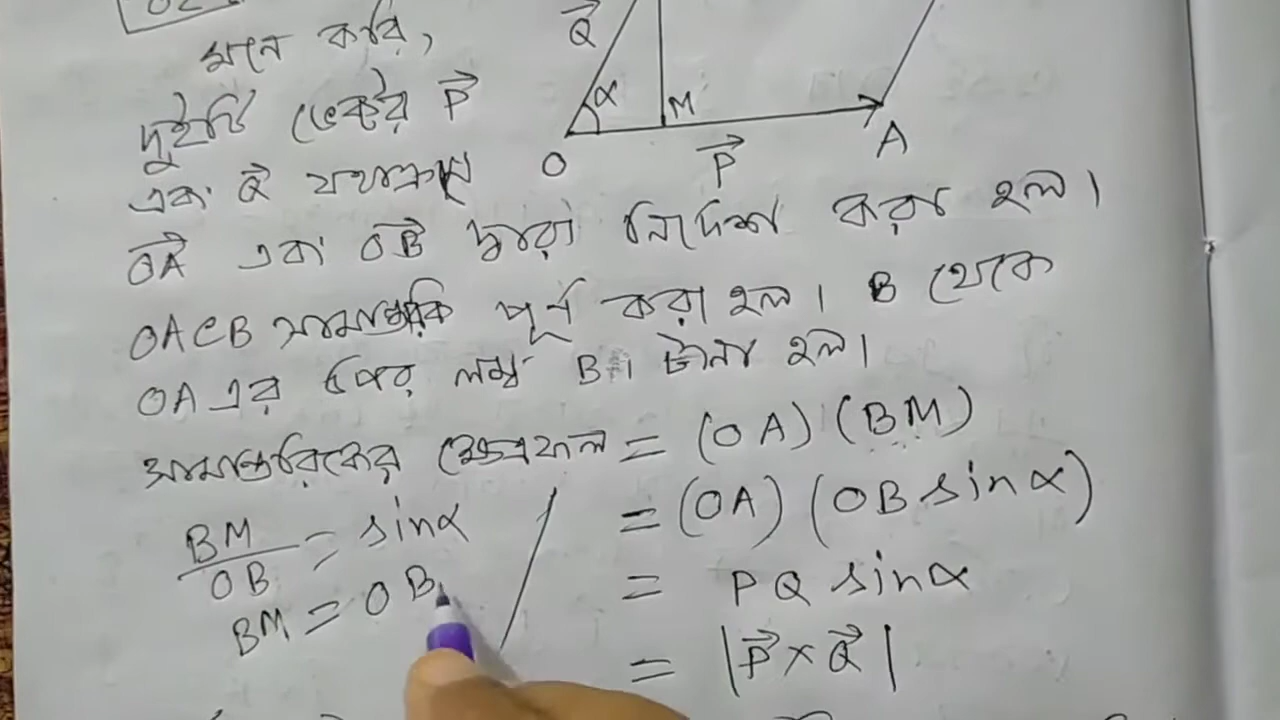 মনে করি,
দুইটি ভেক্টর P⃗
Q⃗
α
M
O
P⃗
A
এবং Q⃗ যথাক্রমে
OA⃗ এবং OB⃗ দ্বারা নির্দেশ করা হল।
OACB সামান্তরিক পূর্ণ করা হল। B থেকে
OA এর উপর লম্ব টানা হল।
সামান্তরিকের ক্ষেত্রফল = (OA) (BM)
= (OA) (OB sinα)
= PQ sinα
= |P⃗ × Q⃗|
BM/OB = sinα
BM = OB